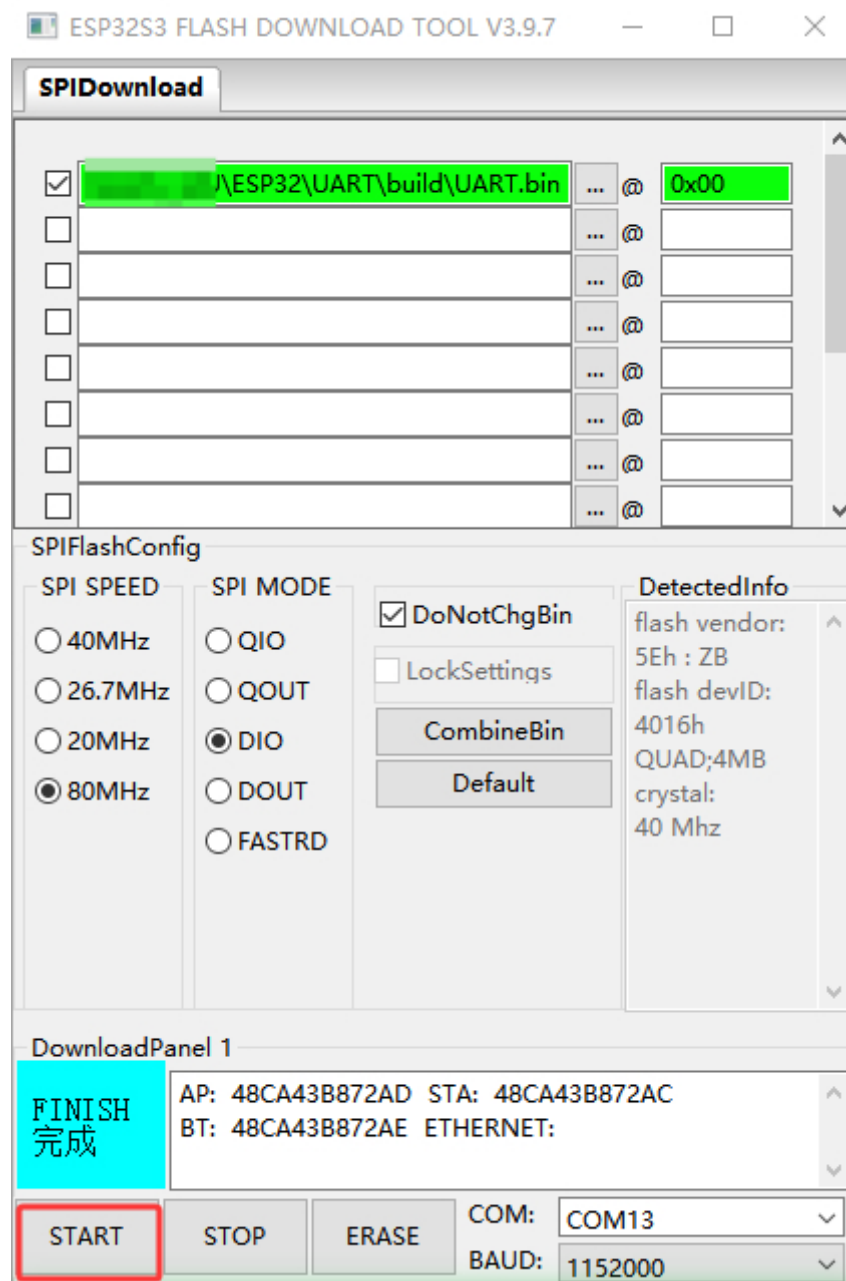 ESP32S3 FLASH DOWNLOAD TOOL V3.9.7
SPIDownload
\ESP32\UART\build\UART.bin ... @ 0x00
... @
... @
... @
... @
... @
... @
... @
SPIFlashConfig
SPI SPEED
40MHz
26.7MHz
20MHz
80MHz
SPI MODE
QIO
QOUT
DIO
DOUT
FASTRD
DoNotChgBin
LockSettings
CombineBin
Default
DetectedInfo
flash vendor:
5Eh : ZB
flash devID:
4016h
QUAD;4MB
crystal:
40 Mhz
DownloadPanel 1
FINISH
完成
AP: 48CA43B872AD STA: 48CA43B872AC
BT: 48CA43B872AE ETHERNET:
START
STOP
ERASE
COM: COM13
BAUD: 1152000